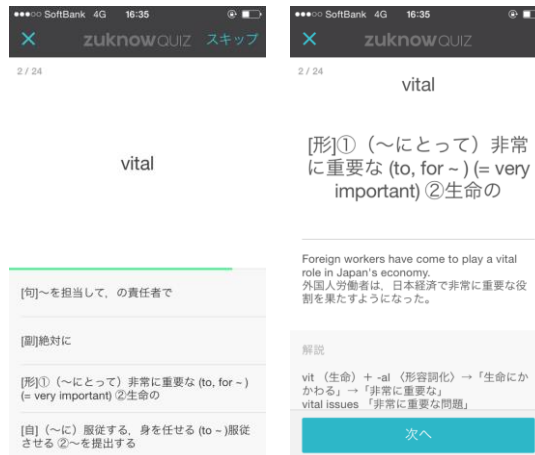 ●●●○○ SoftBank 4G 16:35
× zuknow QUIZ スキップ
2 / 24
vital
[句]～を担当して，の責任者で
[副]絶対に
[形]①（～にとって）非常に重要な (to, for ~ )
(= very important) ②生命の
[自]（～に）服従する，身を任せる (to ~ )服従
させる ②～を提出する
●●●○○ SoftBank 4G 16:35
× zuknow QUIZ
2 / 24
vital
[形]①（～にとって）非常
に重要な (to, for ~ ) (= very
important) ②生命の
Foreign workers have come to play a vital
role in Japan's economy.
外国人労働者は，日本経済で非常に重要な役
割を果たすようになった。
解説
vit （生命）＋ -al 〈形容詞化〉→「生命にか
かわる」→「非常に重要な」
vital issues 「非常に重要な問題」
次へ